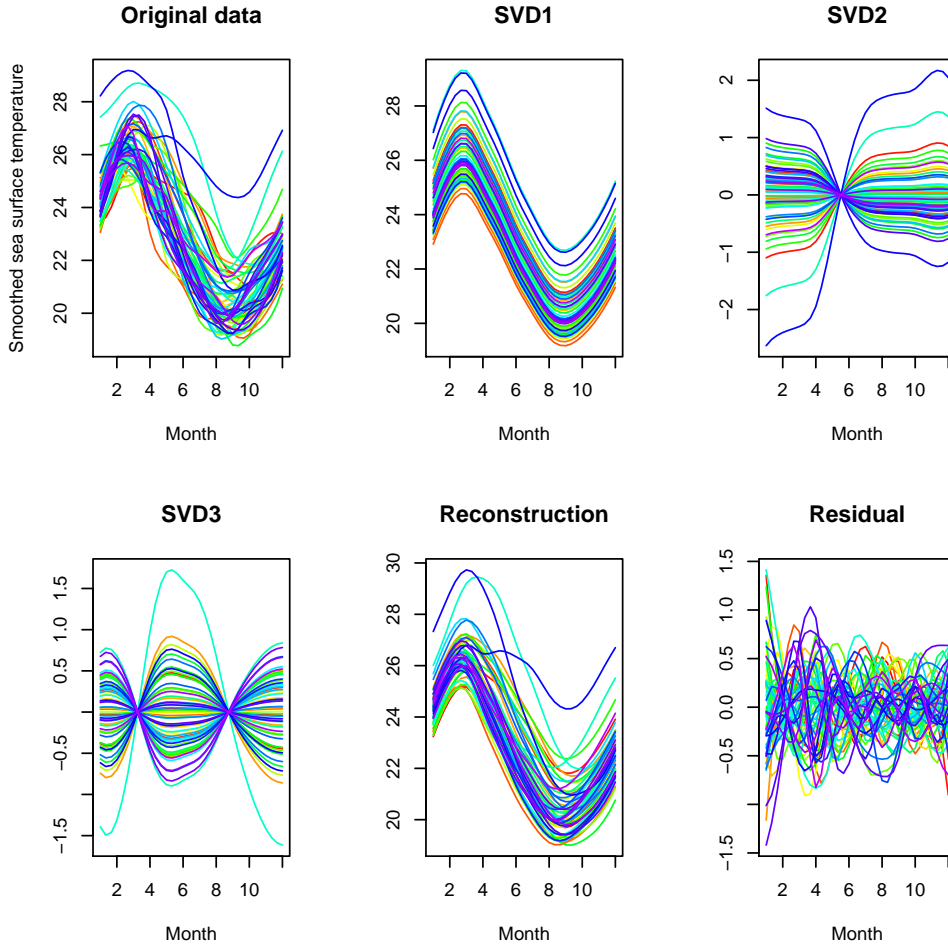 Original data
SVD1
SVD2
Smoothed sea surface temperature
28
26
24
22
20
2 4 6 8 10
Month
28
26
24
22
20
2 4 6 8 10
Month
2
1
0
−1
−2
2 4 6 8 10
Month
SVD3
Reconstruction
Residual
1.5
1.0
0.5
−0.5
−1.5
2 4 6 8 10
Month
30
28
26
24
22
20
2 4 6 8 10
Month
1.5
0.5
0.0
−0.5
−1.5
2 4 6 8 10
Month